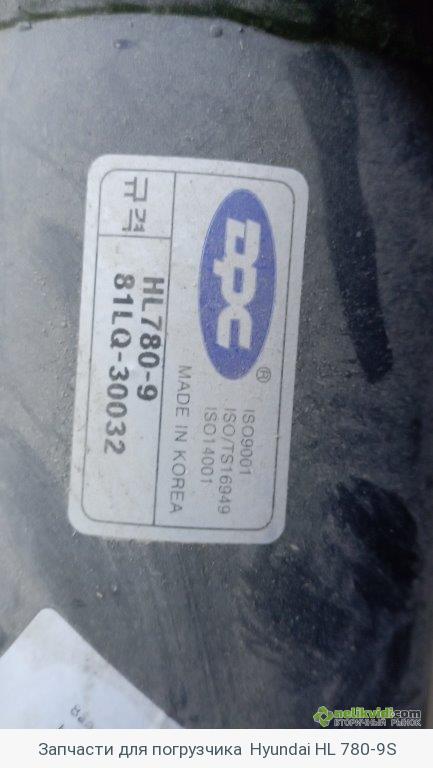 DPC®
ISO9001
ISO/TS16949
ISO14001
MADE IN KOREA
규격
HL780-9
81LQ-30032
nelikvidi.com
ВТОРИЧНЫЙ РЫНОК
Запчасти для погрузчика Hyundai HL 780-9S